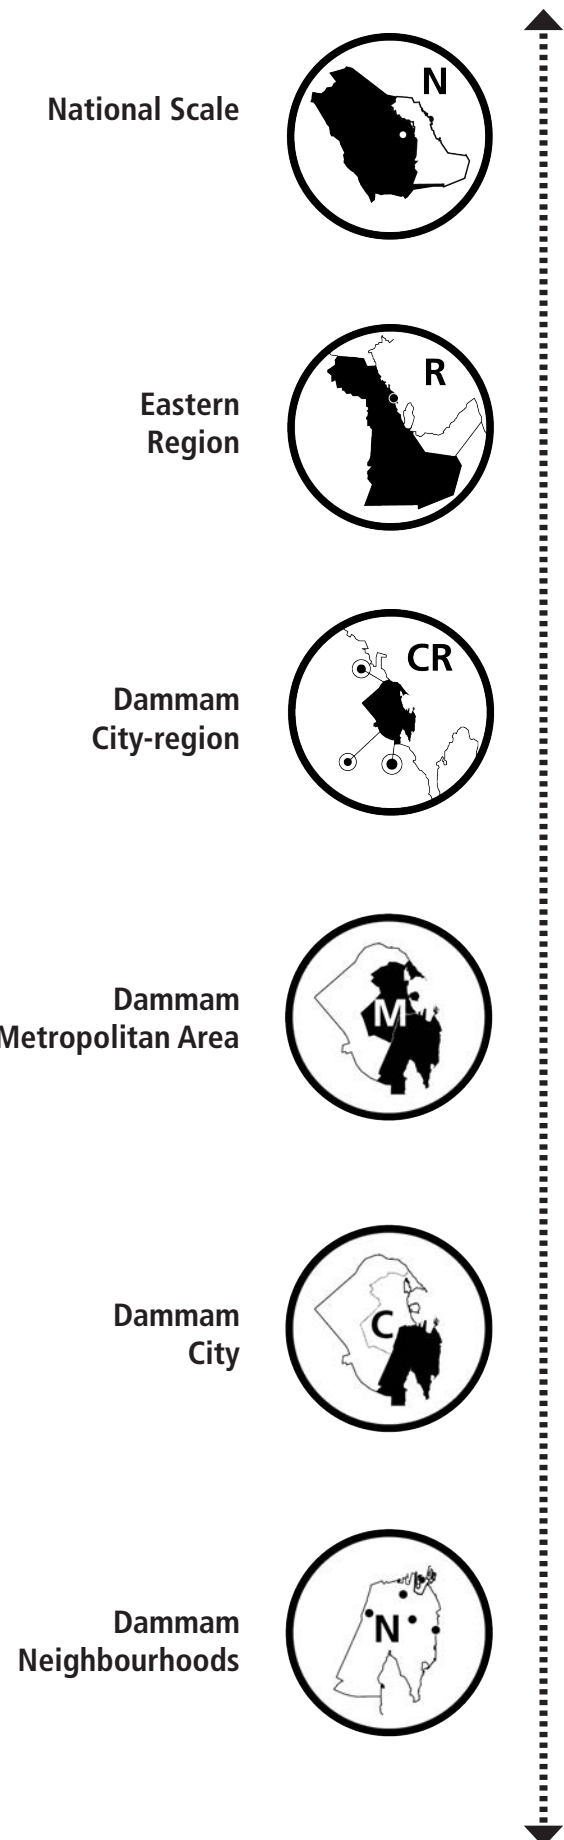 National Scale
N
Eastern
Region
R
Dammam
City-region
CR
Dammam
Metropolitan Area
M
Dammam
City
C
Dammam
Neighbourhoods
N